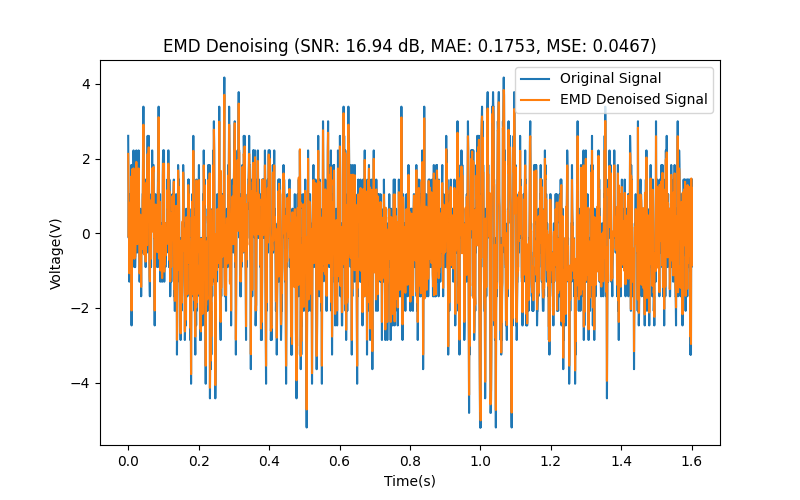 EMD Denoising (SNR: 16.94 dB, MAE: 0.1753, MSE: 0.0467)
Original Signal
EMD Denoised Signal
4
2
0
−2
−4
Voltage(V)
0.0 0.2 0.4 0.6 0.8 1.0 1.2 1.4 1.6
Time(s)